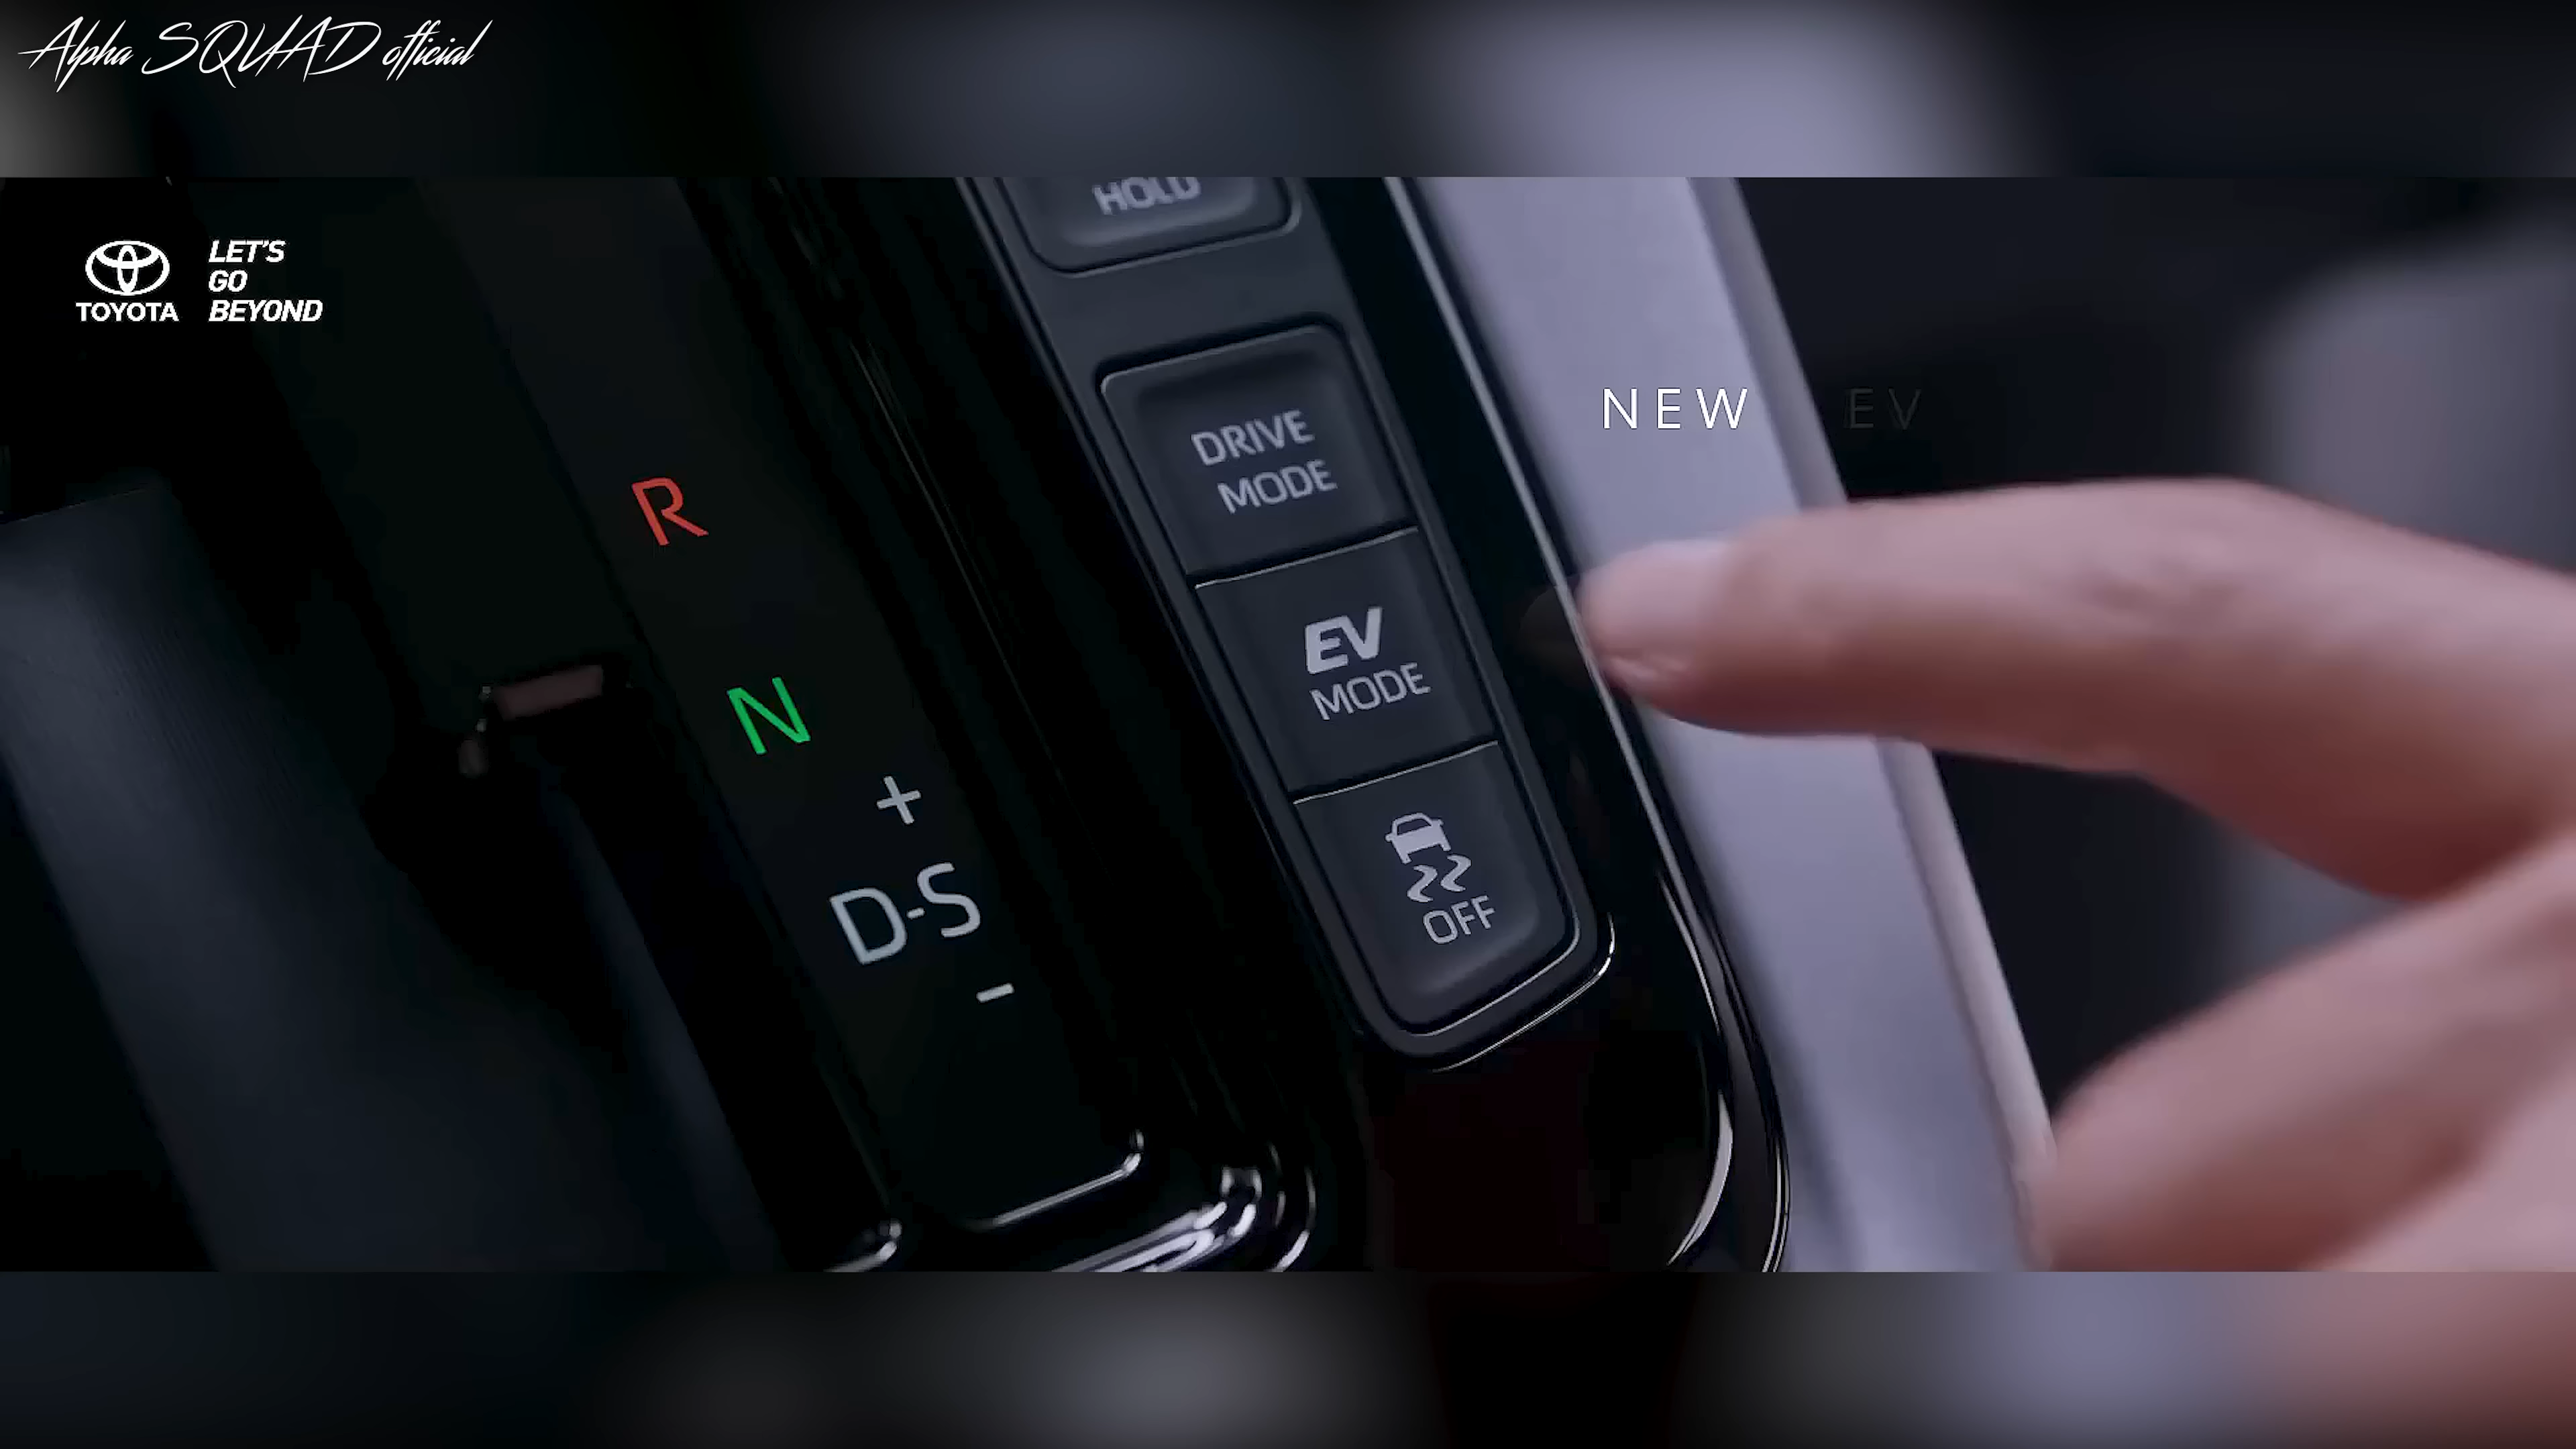 Alpha SQUAD official
TOYOTA
LET'S
GO
BEYOND
NEW EV
HOLD
DRIVE
MODE
EV
MODE
OFF
R
N
+
D-S
-